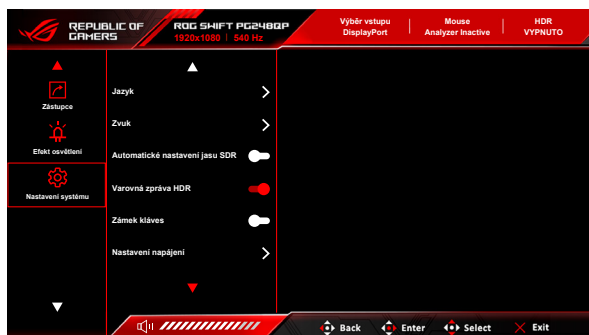 REPUBLIC OF
GAMERS
ROG SWIFT PG248QP
1920x1080 | 540 Hz
Výběr vstupu
DisplayPort
Mouse
Analyzer Inactive
HDR
VYPNUTO
Zástupce
Efekt osvětlení
Nastavení systému
Jazyk
Zvuk
Automatické nastavení jasu SDR
Varovná zpráva HDR
Zámek kláves
Nastavení napájení
Back
Enter
Select
Exit